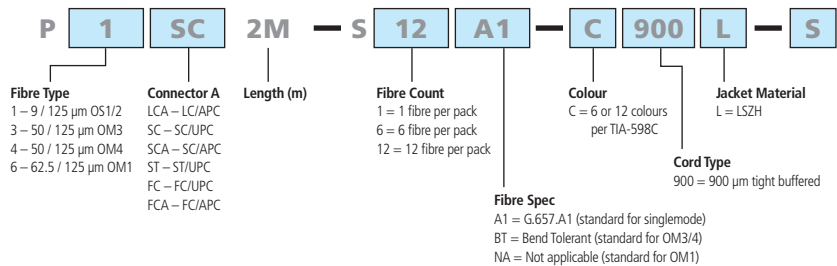 P 1 SC 2M – S 12 A1 – C 900 L – S
Fibre Type
1 – 9 / 125 µm OS1/2
3 – 50 / 125 µm OM3
4 – 50 / 125 µm OM4
6 – 62.5 / 125 µm OM1
Connector A
LCA – LC/APC
SC – SC/UPC
SCA – SC/APC
ST – ST/UPC
FC – FC/UPC
FCA – FC/APC
Length (m)
Fibre Count
1 = 1 fibre per pack
6 = 6 fibre per pack
12 = 12 fibre per pack
Fibre Spec
A1 = G.657.A1 (standard for singlemode)
BT = Bend Tolerant (standard for OM3/4)
NA = Not applicable (standard for OM1)
Colour
C = 6 or 12 colours
per TIA-598C
Cord Type
900 = 900 µm tight buffered
Jacket Material
L = LSZH